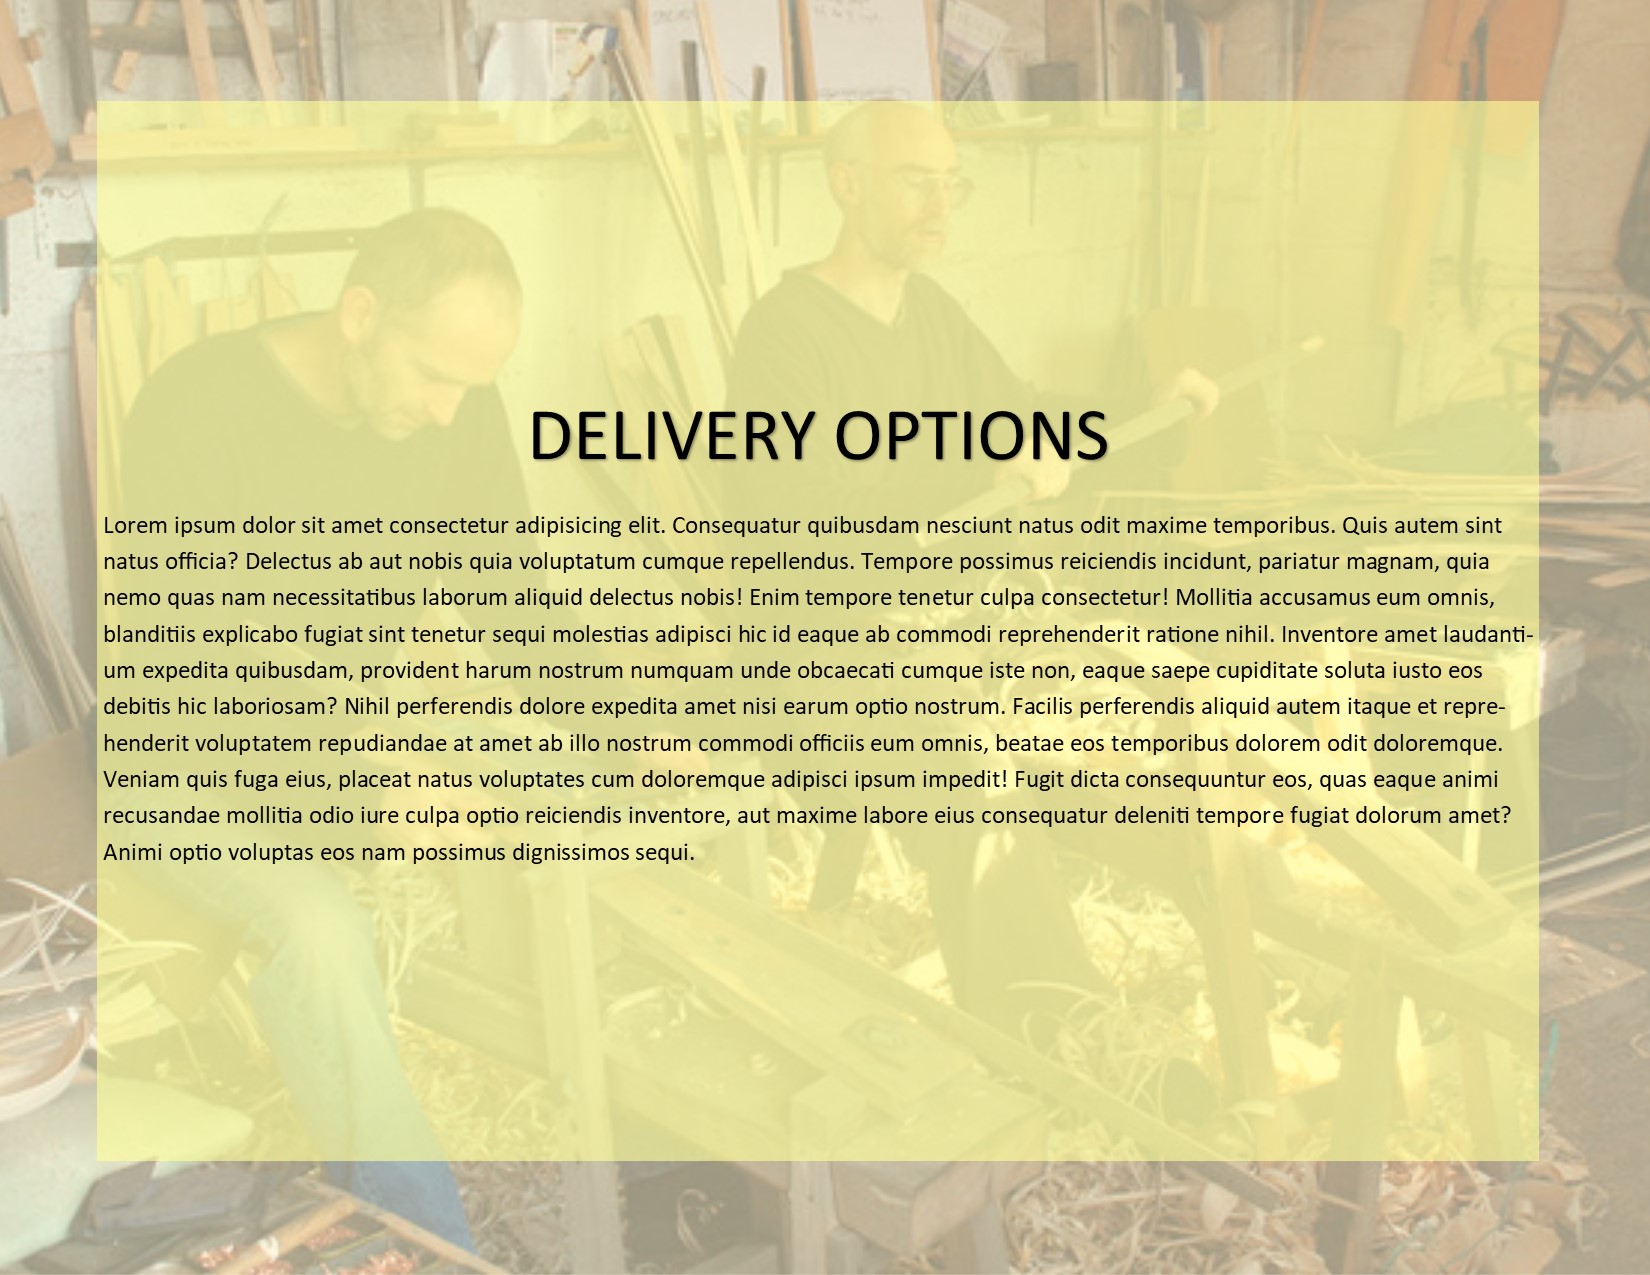 DELIVERY OPTIONS
Lorem ipsum dolor sit amet consectetur adipisicing elit. Consequatur quibusdam nesciunt natus odit maxime temporibus. Quis autem sint
natus officia? Delectus ab aut nobis quia voluptatum cumque repellendus. Tempore possimus reiciendis incidunt, pariatur magnam, quia
nemo quas nam necessitatibus laborum aliquid delectus nobis! Enim tempore tenetur culpa consectetur! Mollitia accusamus eum omnis,
blanditiis explicabo fugiat sint tenetur sequi molestias adipisci hic id eaque ab commodi reprehenderit ratione nihil. Inventore amet laudanti-
um expedita quibusdam, provident harum nostrum numquam unde obcaecati cumque iste non, eaque saepe cupiditate soluta iusto eos
debitis hic laboriosam? Nihil perferendis dolore expedita amet nisi earum optio nostrum. Facilis perferendis aliquid autem itaque et repre-
henderit voluptatem repudiandae at amet ab illo nostrum commodi officiis eum omnis, beatae eos temporibus dolorem odit doloremque.
Veniam quis fuga eius, placeat natus voluptates cum doloremque adipisci ipsum impedit! Fugit dicta consequuntur eos, quas eaque animi
recusandae mollitia odio iure culpa optio reiciendis inventore, aut maxime labore eius consequatur deleniti tempore fugiat dolorum amet?
Animi optio voluptas eos nam possimus dignissimos sequi.